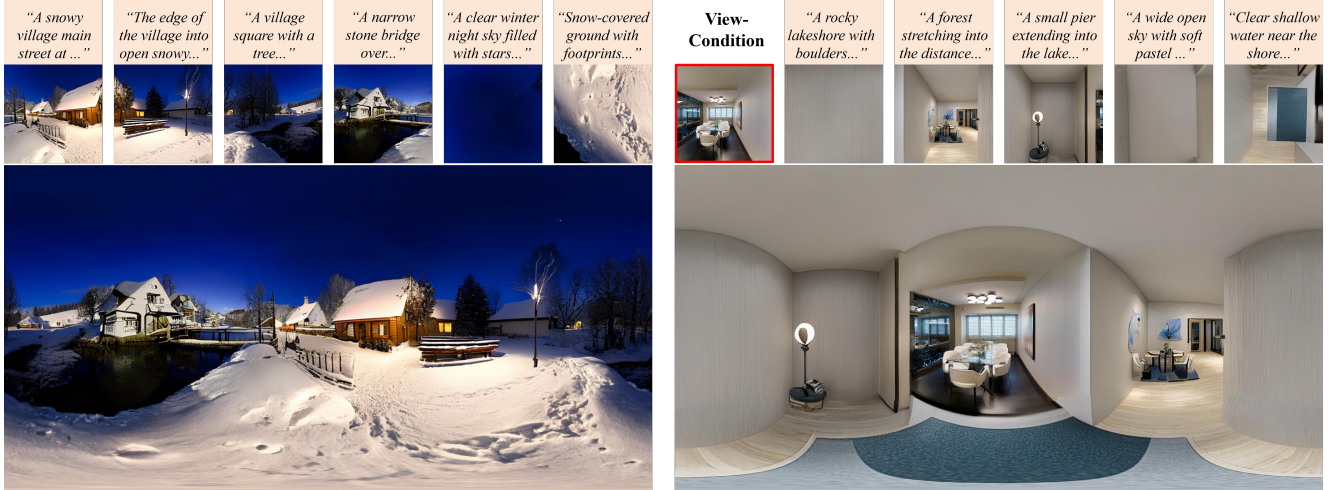 “A snowy
village main
street at ...”
“The edge of
the village into
open snowy...”
“A village
square with a
tree...”
“A narrow
stone bridge
over...”
“A clear winter
night sky filled
with stars...”
“Snow-covered
ground with
footprints...”
View-
Condition
“A rocky
lakeshore with
boulders...”
“A forest
stretching into
the distance...”
“A small pier
extending into
the lake...”
“A wide open
sky with soft
pastel ...”
“Clear shallow
water near the
shore...”